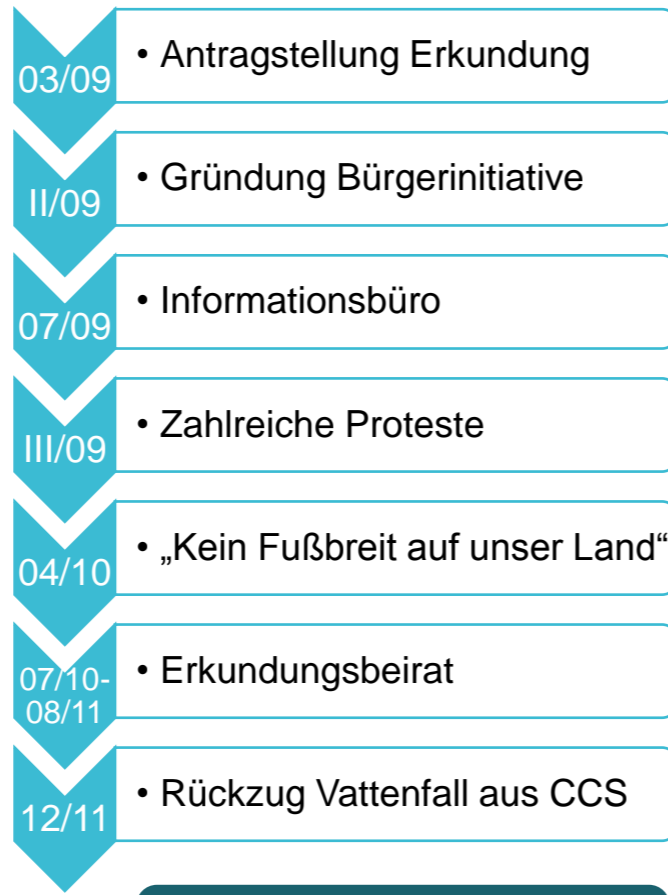 03/09
• Antragstellung Erkundung
II/09
• Gründung Bürgerinitiative
07/09
• Informationsbüro
III/09
• Zahlreiche Proteste
04/10
• „Kein Fußbreit auf unser Land“
07/10-
08/11
• Erkundungsbeirat
12/11
• Rückzug Vattenfall aus CCS